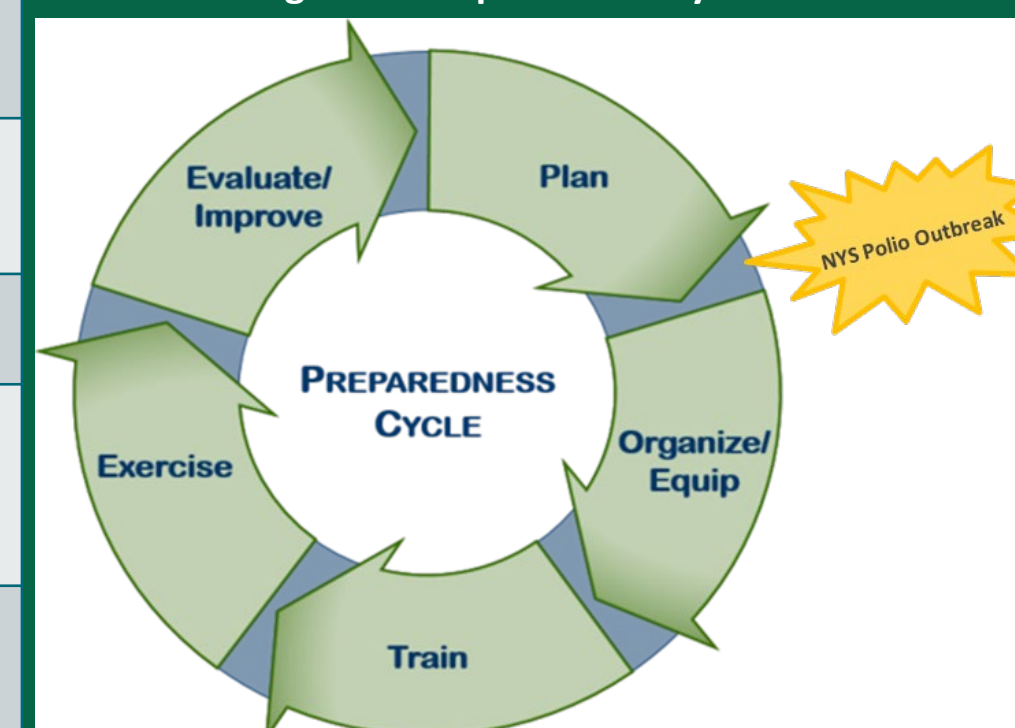 Evaluate/
Improve
Plan
NYS Polio Outbreak
PREPAREDNESS
CYCLE
Organize/
Equip
Exercise
Train